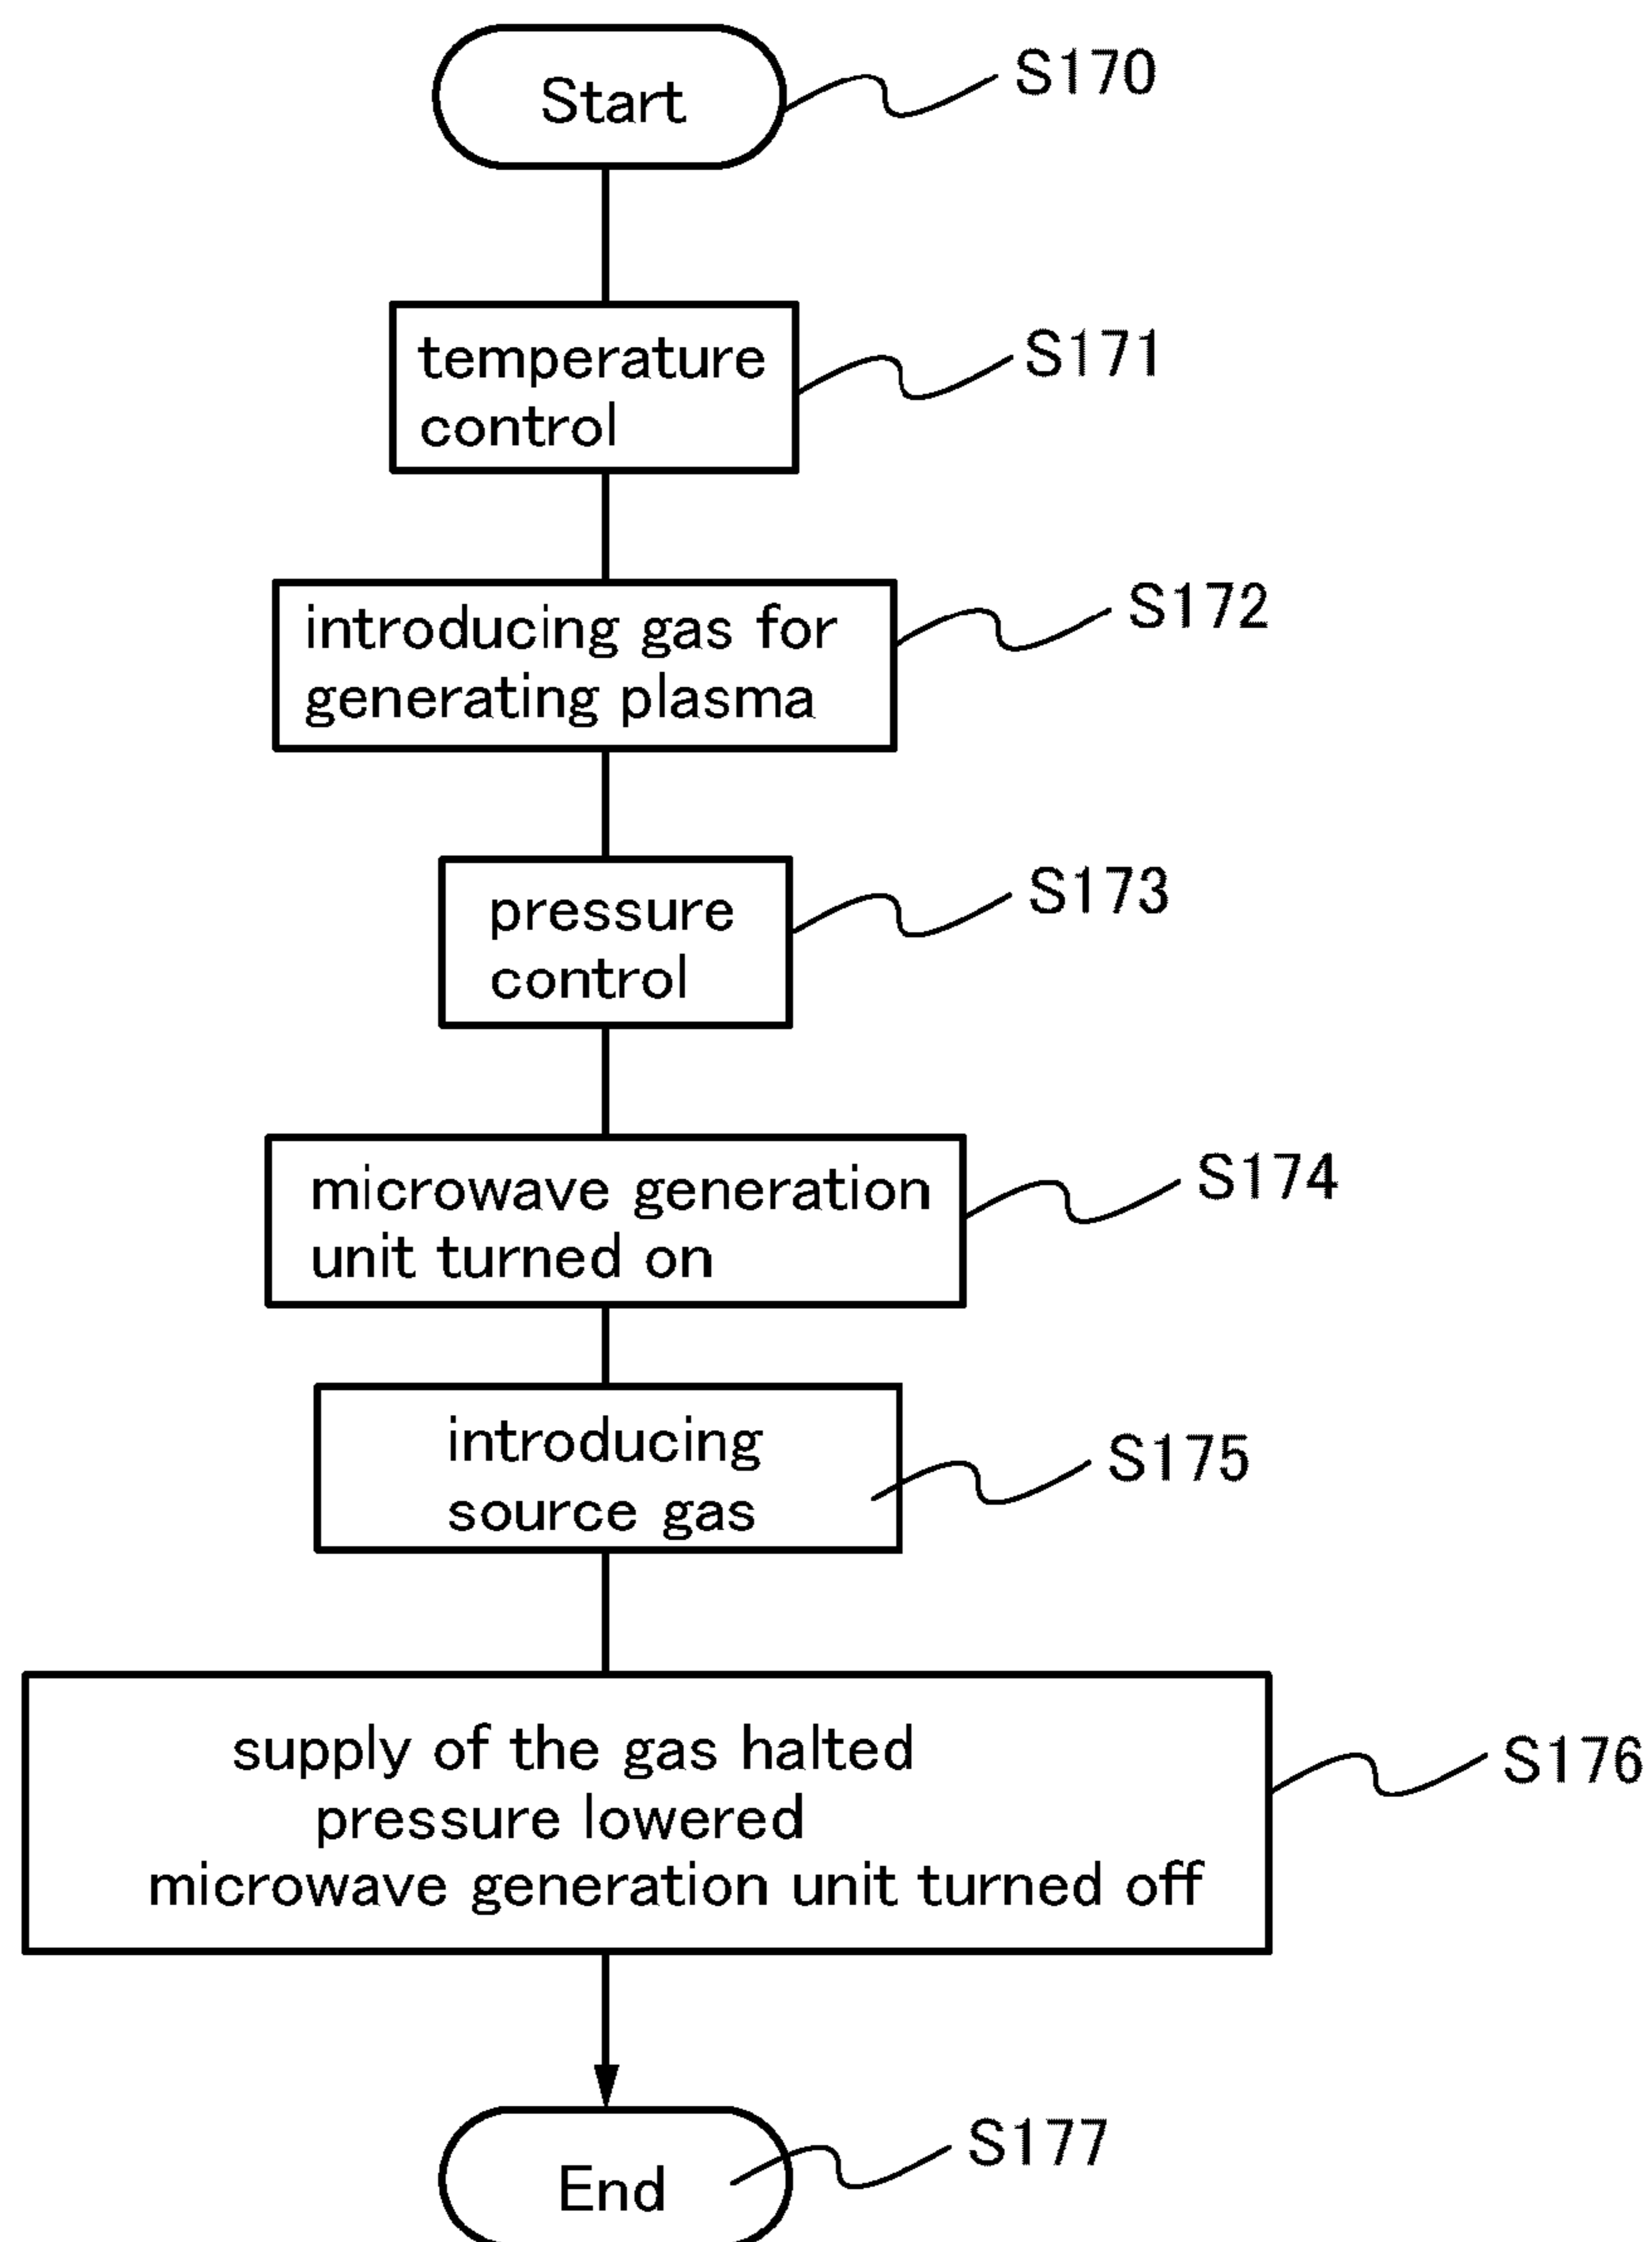 Start
S170
temperature
control
S171
introducing gas for
generating plasma
S172
pressure
control
S173
microwave generation
unit turned on
S174
introducing
source gas
S175
supply of the gas halted
pressure lowered
microwave generation unit turned off
S176
End
S177